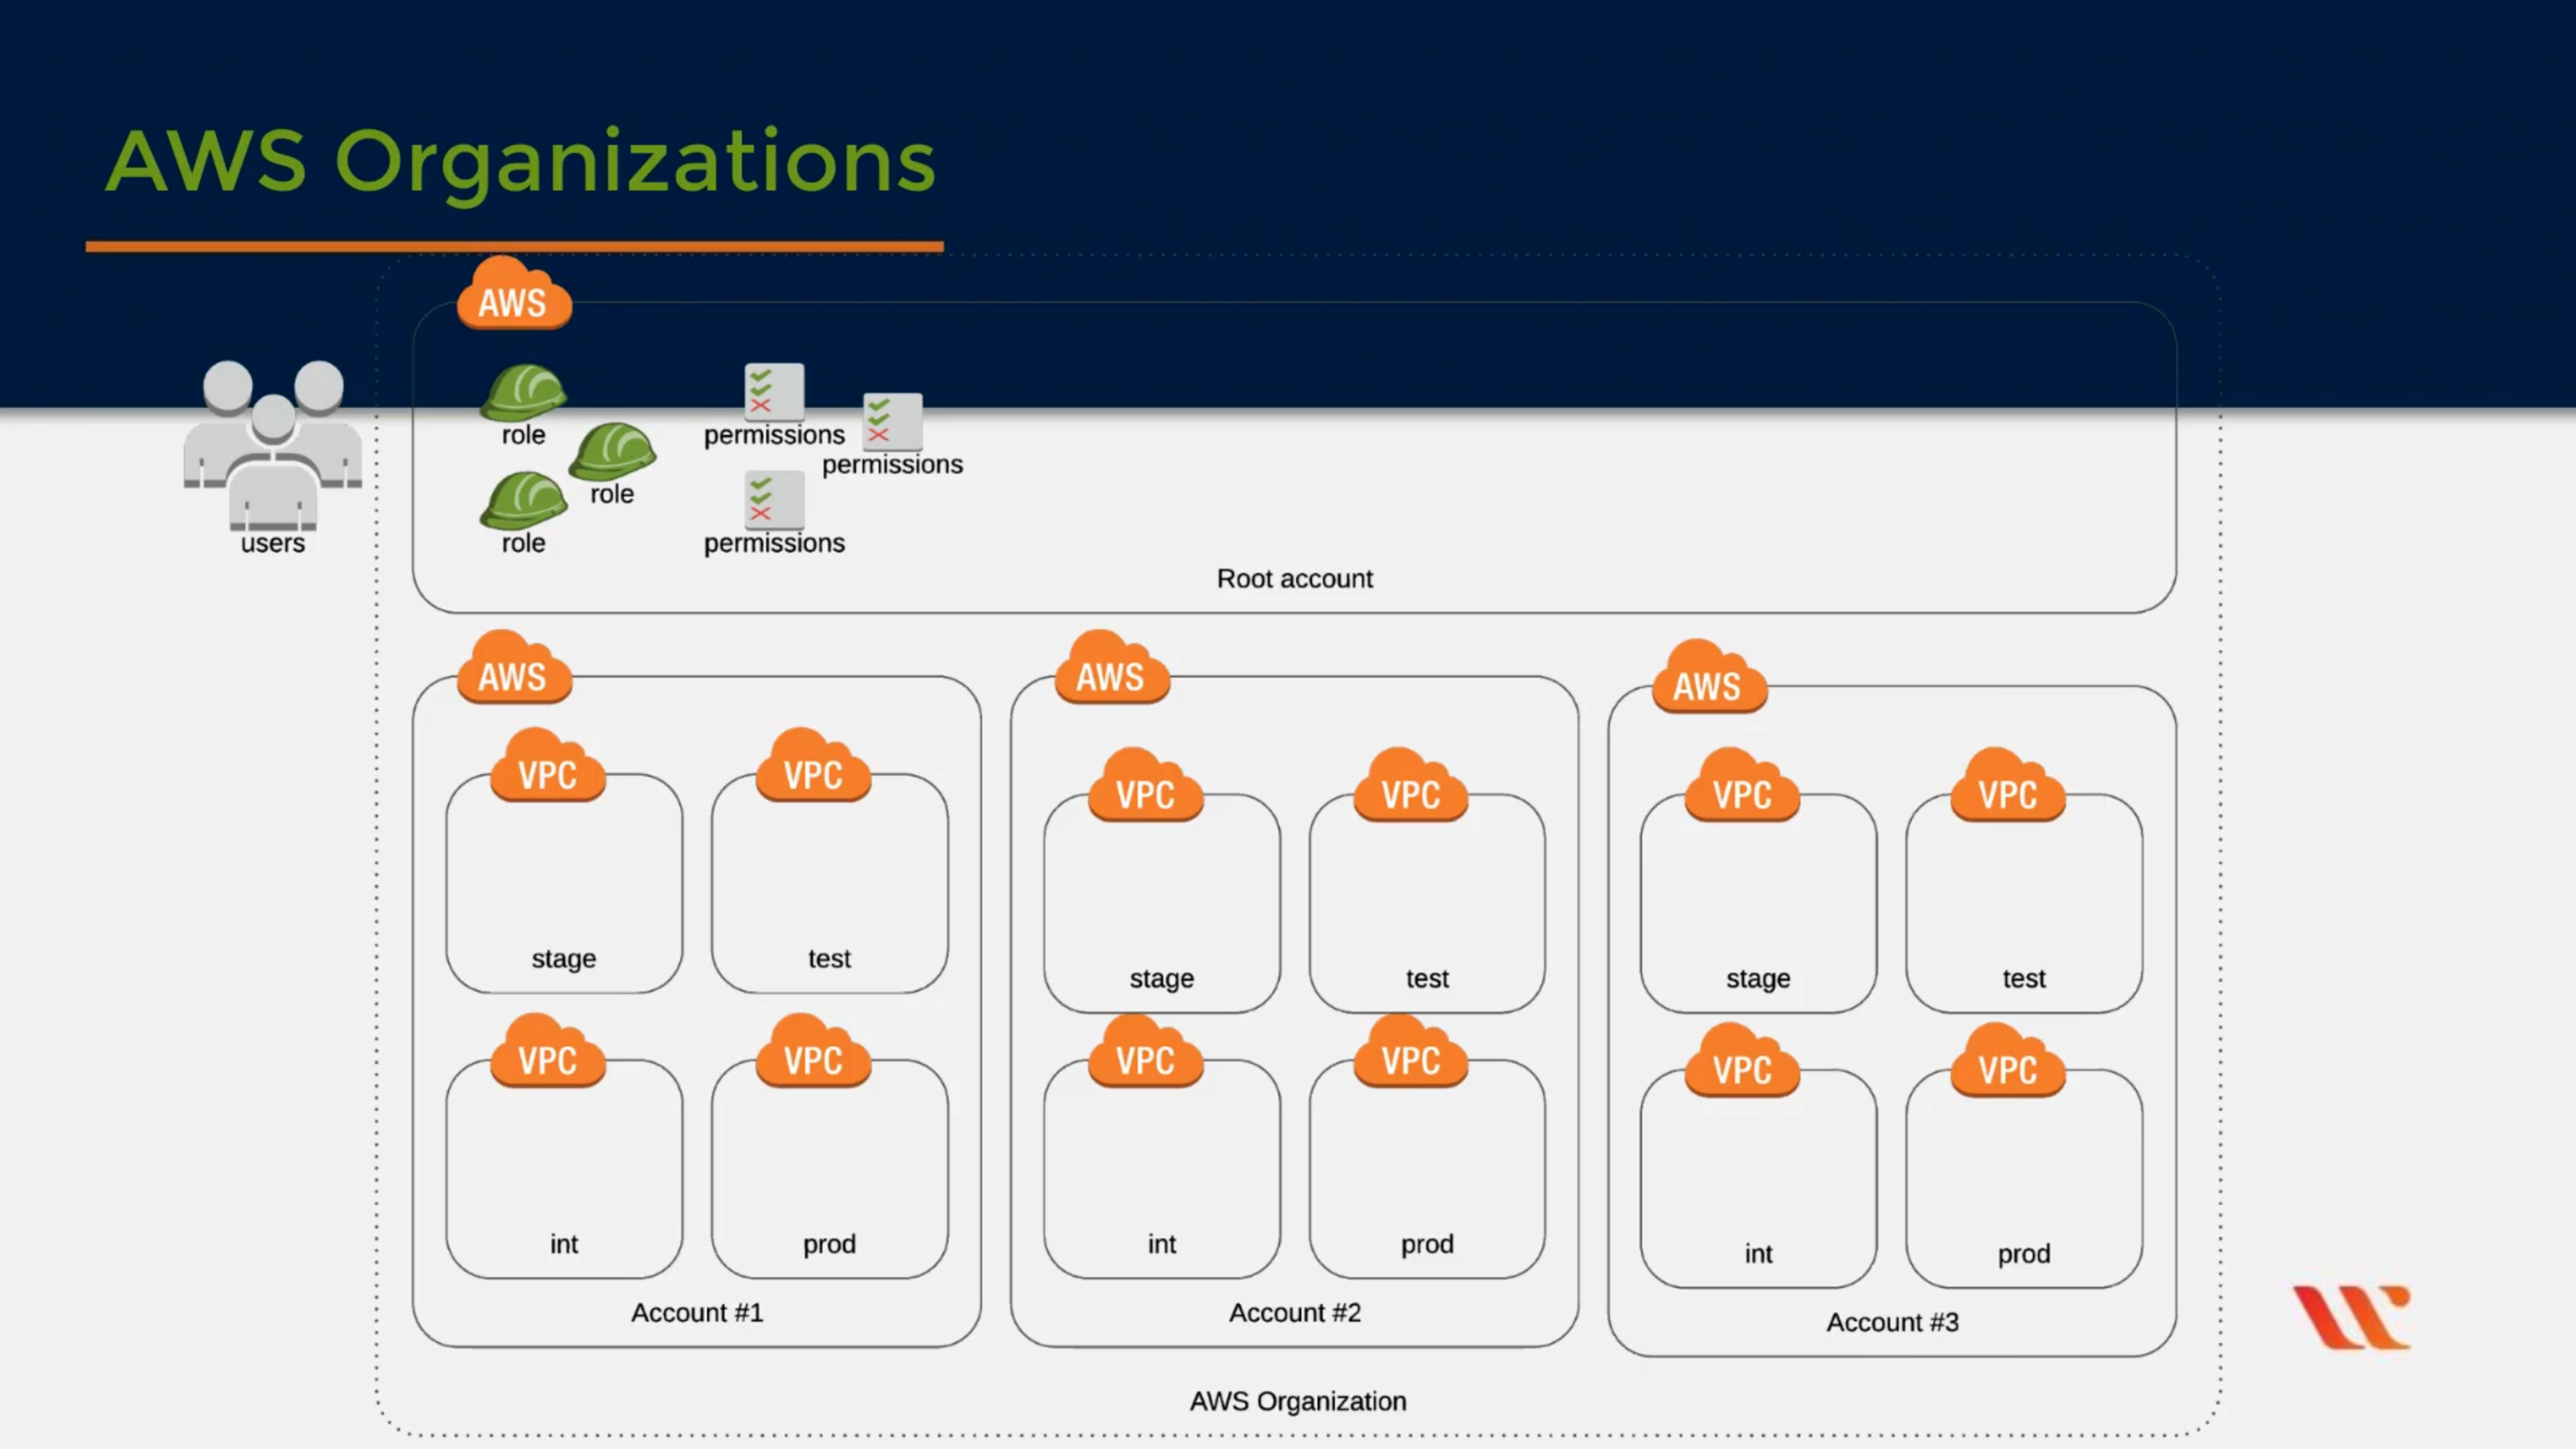 AWS Organizations
AWS
role
permissions
permissions
role
users
role
permissions
Root account
AWS
AWS
AWS
VPC
VPC
VPC
VPC
VPC
VPC
stage
test
stage
test
stage
test
VPC
VPC
VPC
VPC
VPC
VPC
int
prod
int
prod
int
prod
Account #1
Account #2
Account #3
AWS Organization